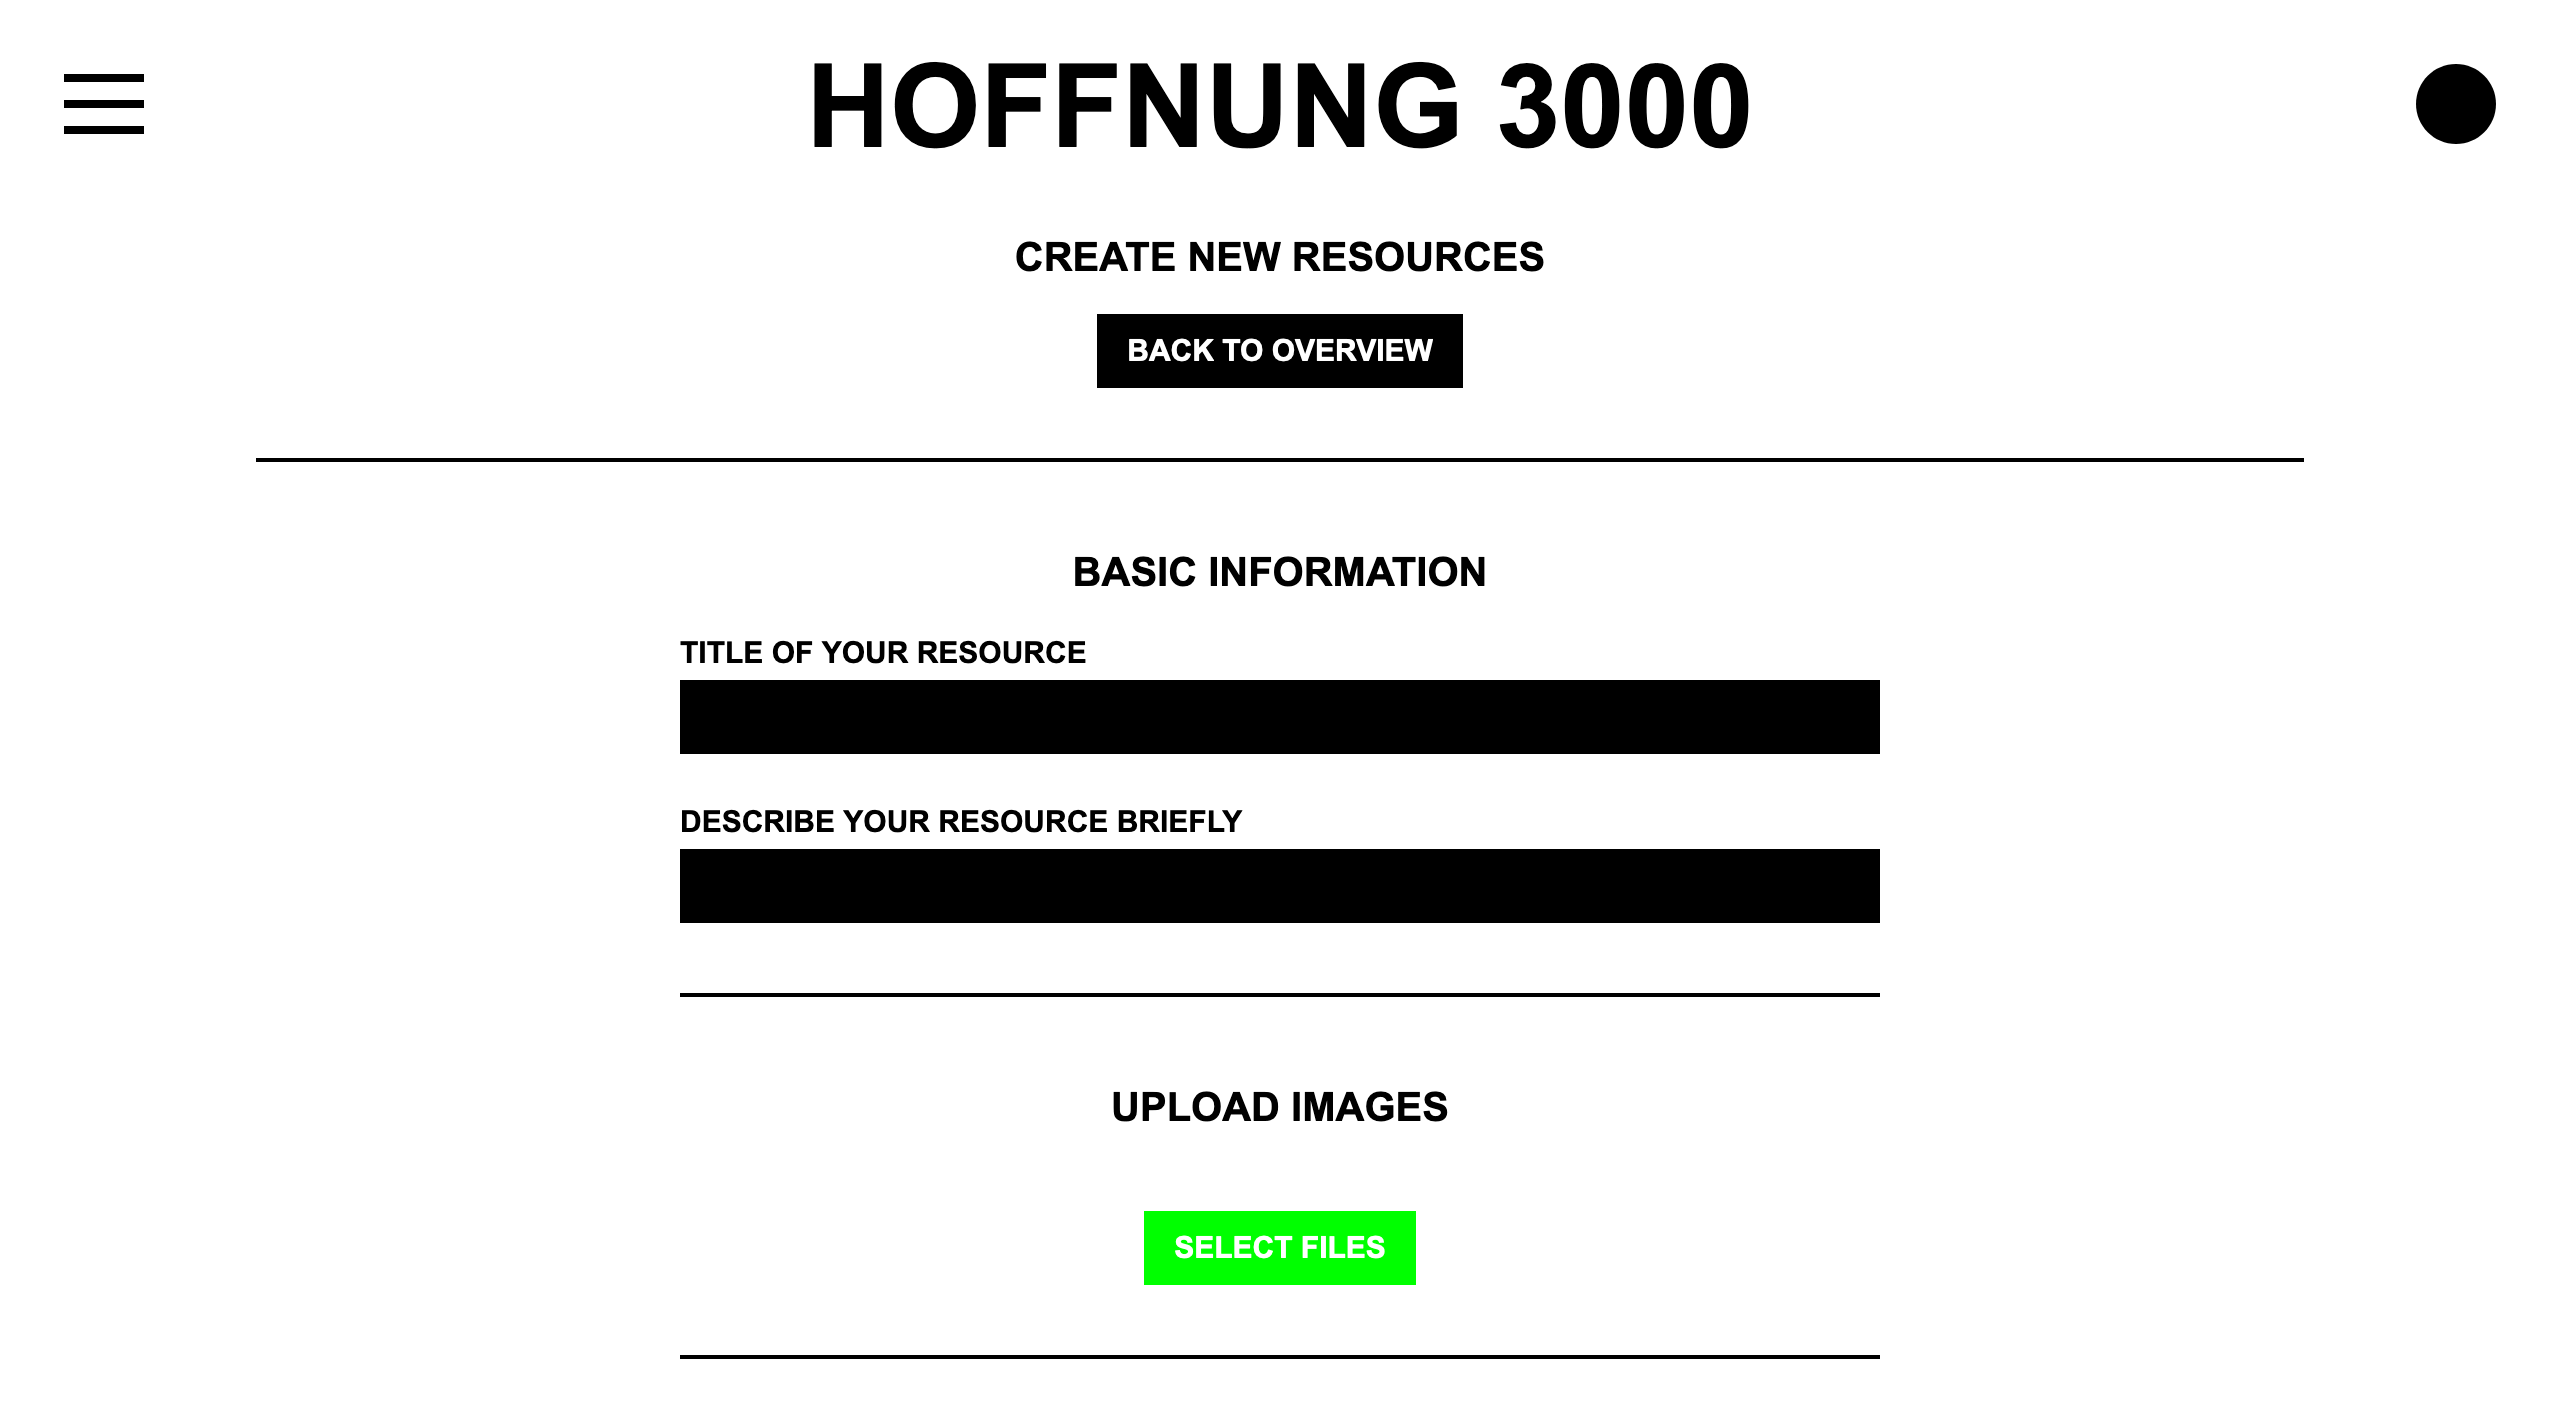 HOFFNUNG 3000
CREATE NEW RESOURCES
BACK TO OVERVIEW
BASIC INFORMATION
TITLE OF YOUR RESOURCE
DESCRIBE YOUR RESOURCE BRIEFLY
UPLOAD IMAGES
SELECT FILES